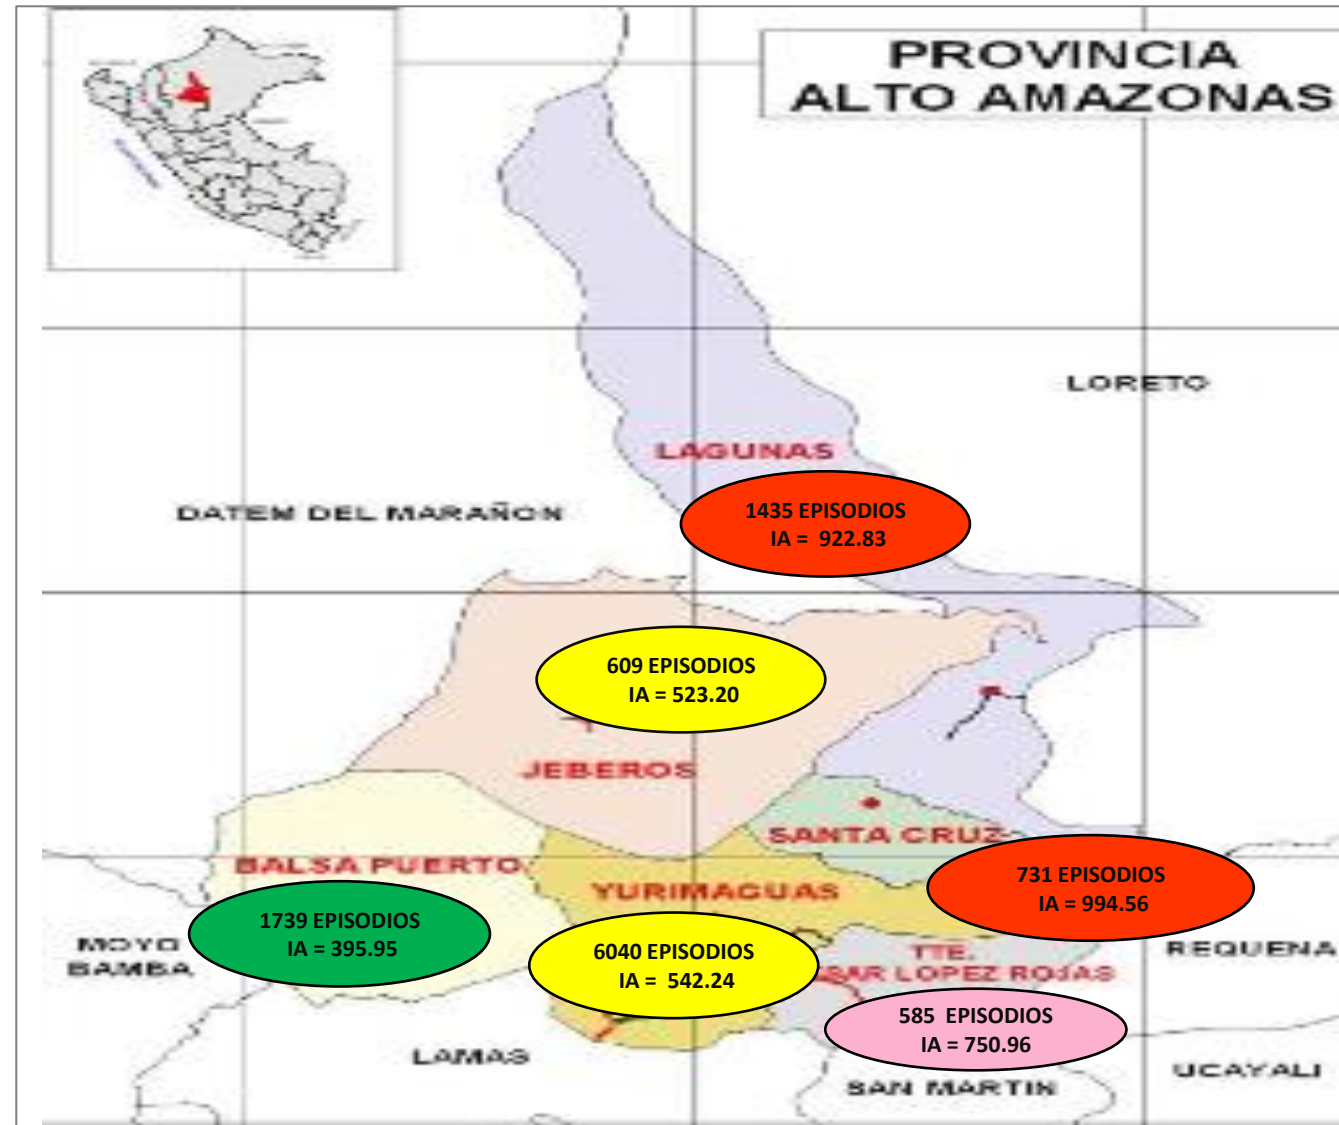 PROVINCIA
ALTO AMAZONAS
LORETO
LAGUNAS
DATEM DEL MARAÑON
1435 EPISODIOS
IA = 922.83
609 EPISODIOS
IA = 523.20
JEBEROS
SANTA CRUZ
BALSA PUERTO
YURIMAGUAS
731 EPISODIOS
IA = 994.56
1739 EPISODIOS
IA = 395.95
MOYO
BAMBA
6040 EPISODIOS
IA = 542.24
TTE.
SAR LOPEZ ROJAS
REQUENA
585 EPISODIOS
IA = 750.96
LAMAS
SAN MARTIN
UCAYALI